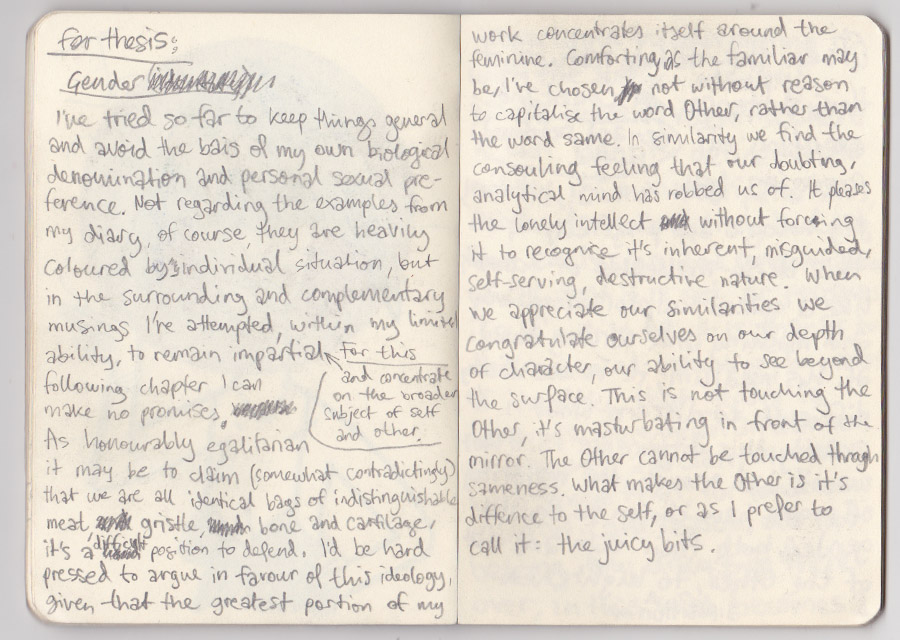 for thesis:
Gender
I've tried so far to keep things general
and avoid the bais of my own biological
denomination and personal sexual pre-
ference. Not regarding the examples from
my diary, of course, they are heavily
coloured by individual situation, but
in the surrounding and complementary
musings I've attempted, within my limited
ability, to remain impartial
and concentrate
on the broader
subject of self
and other.
For this
following chapter I can
make no promises.
As honourably egalitarian
it may be to claim (somewhat contradictingly)
that we are all identical bags of indistinguishable
meat gristle, bone and cartilage,
it's a difficult position to defend. I'd be hard
pressed to argue in favour of this ideology,
given that the greatest portion of my
work concentrates itself around the
feminine. Comforting as the familiar may
be, I've chosen not without reason
to capitalise the word Other, rather than
the word same. In similarity we find the
consouling feeling that our doubting,
analytical mind has robbed us of. It pleases
the lonely intellect without forcing
it to recognise it's inherent, misguided,
self-serving, destructive nature. When
we appreciate our similarities we
congratulate ourselves on our depth
of character, our ability to see beyond
the surface. This is not touching the
Other, it's masturbating in front of the
mirror. The Other cannot be touched through
sameness. What makes the Other is it's
diffence to the self, or as I prefer to
call it: the juicy bits.